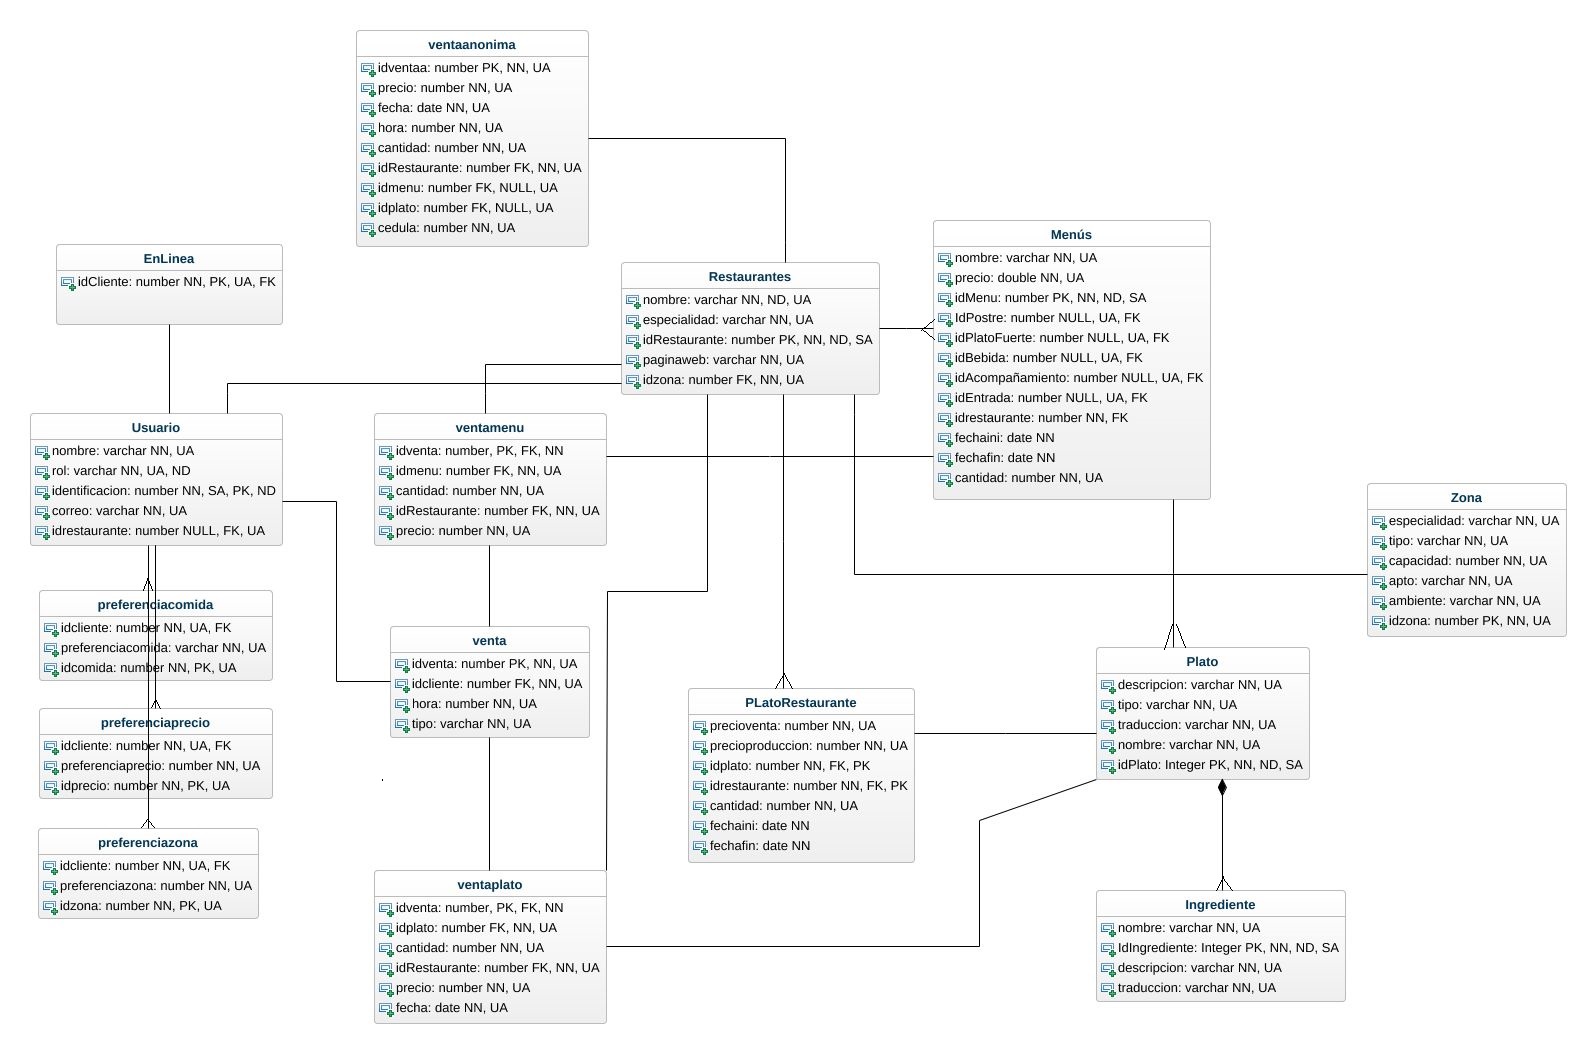 ventaanonima
idventaa: number PK, NN, UA
precio: number NN, UA
fecha: date NN, UA
hora: number NN, UA
cantidad: number NN, UA
idRestaurante: number FK, NN, UA
idmenu: number FK, NULL, UA
idplato: number FK, NULL, UA
cedula: number NN, UA
EnLinea
idCliente: number NN, PK, UA, FK
Restaurantes
nombre: varchar NN, ND, UA
especialidad: varchar NN, UA
idRestaurante: number PK, NN, ND, SA
paginaweb: varchar NN, UA
idzona: number FK, NN, UA
Menús
nombre: varchar NN, UA
precio: double NN, UA
idMenu: number PK, NN, ND, SA
IdPostre: number NULL, UA, FK
idPlatoFuerte: number NULL, UA, FK
idBebida: number NULL, UA, FK
idAcompañamiento: number NULL, UA, FK
idEntrada: number NULL, UA, FK
idrestaurante: number NN, FK
fechaini: date NN
fechafin: date NN
cantidad: number NN, UA
Usuario
nombre: varchar NN, UA
rol: varchar NN, UA, ND
identificacion: number NN, SA, PK, ND
correo: varchar NN, UA
idrestaurante: number NULL, FK, UA
ventamenu
idventa: number, PK, FK, NN
idmenu: number FK, NN, UA
cantidad: number NN, UA
idRestaurante: number FK, NN, UA
precio: number NN, UA
Zona
especialidad: varchar NN, UA
tipo: varchar NN, UA
capacidad: number NN, UA
apto: varchar NN, UA
ambiente: varchar NN, UA
idzona: number PK, NN, UA
preferenciacomida
idcliente: number NN, UA, FK
preferenciacomida: varchar NN, UA
idcomida: number NN, PK, UA
venta
idventa: number PK, NN, UA
idcliente: number FK, NN, UA
hora: number NN, UA
tipo: varchar NN, UA
Plato
descripcion: varchar NN, UA
tipo: varchar NN, UA
traduccion: varchar NN, UA
nombre: varchar NN, UA
idPlato: Integer PK, NN, ND, SA
PLatoRestaurante
precioventa: number NN, UA
precioproduccion: number NN, UA
idplato: number NN, FK, PK
idrestaurante: number NN, FK, PK
cantidad: number NN, UA
fechaini: date NN
fechafin: date NN
preferenciaprecio
idcliente: number NN, UA, FK
preferenciaprecio: number NN, UA
idprecio: number NN, PK, UA
preferenciazona
idcliente: number NN, UA, FK
preferenciazona: number NN, UA
idzona: number NN, PK, UA
ventaplato
idventa: number, PK, FK, NN
idplato: number FK, NN, UA
cantidad: number NN, UA
idRestaurante: number FK, NN, UA
precio: number NN, UA
fecha: date NN, UA
Ingrediente
nombre: varchar NN, UA
IdIngrediente: Integer PK, NN, ND, SA
descripcion: varchar NN, UA
traduccion: varchar NN, UA